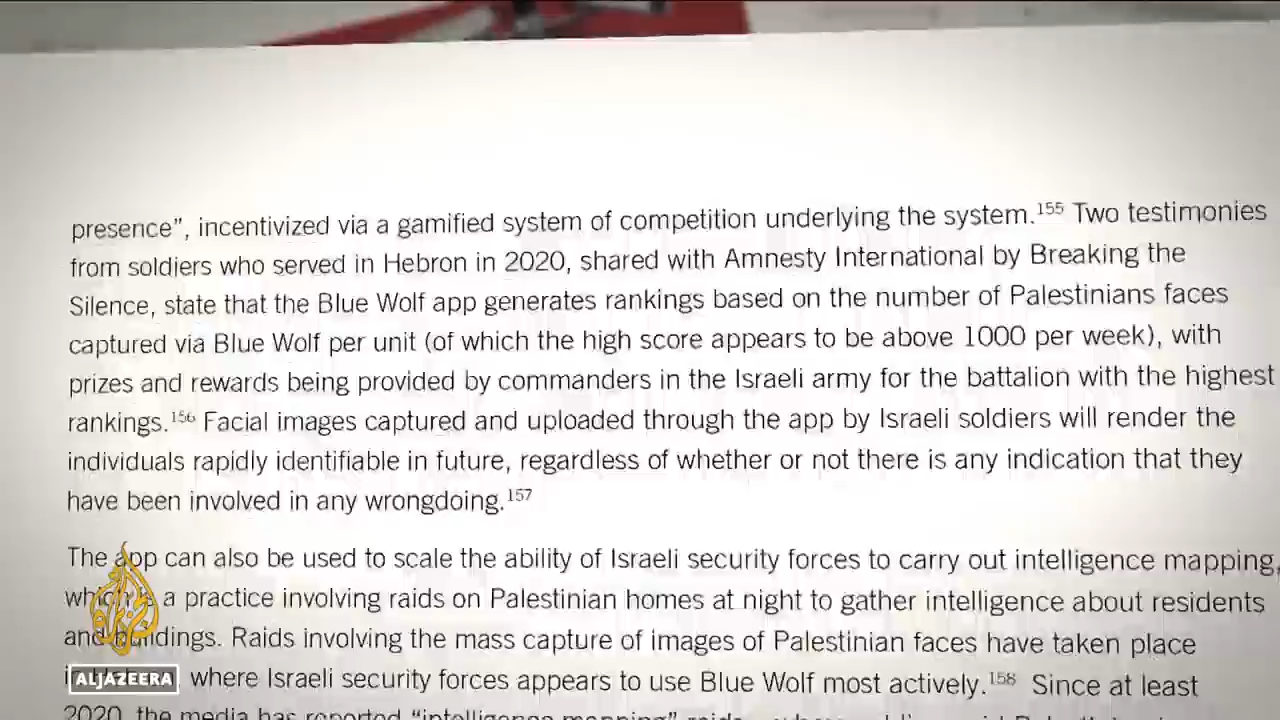 presence”, incentivized via a gamified system of competition underlying the system.155 Two testimonies
from soldiers who served in Hebron in 2020, shared with Amnesty International by Breaking the
Silence, state that the Blue Wolf app generates rankings based on the number of Palestinians faces
captured via Blue Wolf per unit (of which the high score appears to be above 1000 per week), with
prizes and rewards being provided by commanders in the Israeli army for the battalion with the highest
rankings.156 Facial images captured and uploaded through the app by Israeli soldiers will render the
individuals rapidly identifiable in future, regardless of whether or not there is any indication that they
have been involved in any wrongdoing.157
The app can also be used to scale the ability of Israeli security forces to carry out intelligence mapping,
a practice involving raids on Palestinian homes at night to gather intelligence about residents
and buildings. Raids involving the mass capture of images of Palestinian faces have taken place
where Israeli security forces appears to use Blue Wolf most actively.158 Since at least
2020, the media has reported “intelligence mapping”
ALJAZEERA